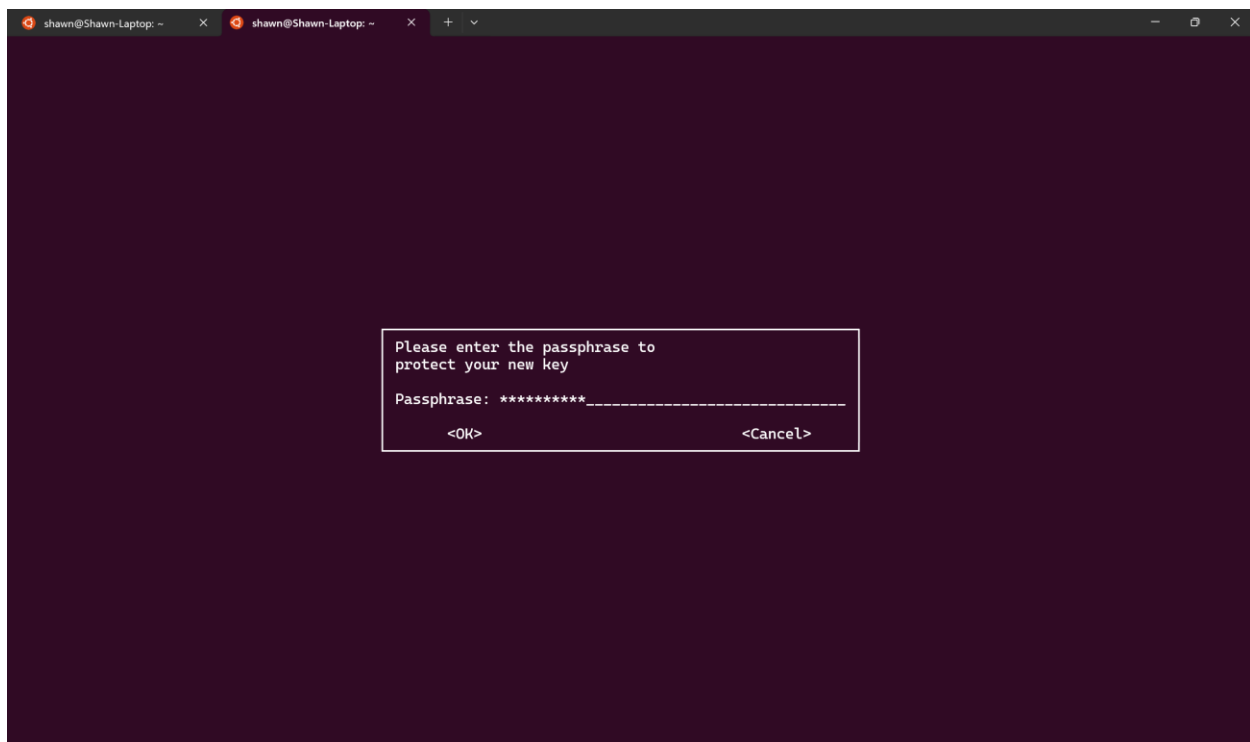 shawn@Shawn-Laptop: ~ shawn@Shawn-Laptop: ~
Please enter the passphrase to
protect your new key
Passphrase: **********______________________________
<OK> <Cancel>